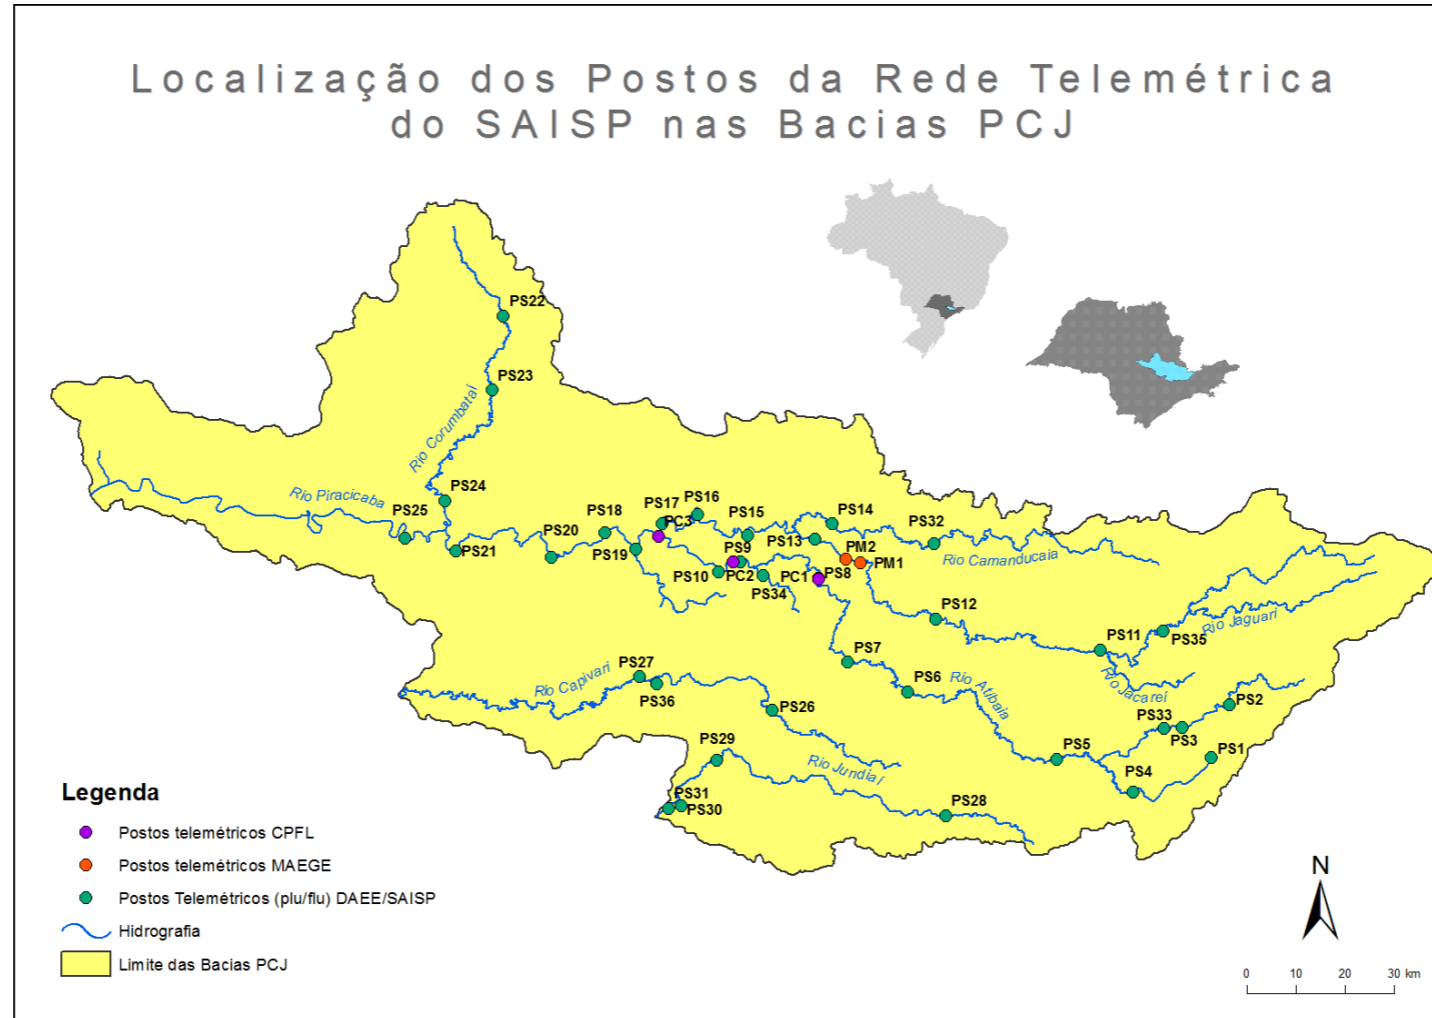 Localização dos Postos da Rede Telemétrica
do SAISP nas Bacias PCJ
PS22
PS23
Rio Corumbataí
PS24
Rio Piracicaba
PS25
PS21
PS20
PS18
PS19
PS17
PC3
PS16
PS15
PS13
PS14
PS32
Rio Camanducaia
PM2
PM1
PS9
PS10
PC2
PS34
PC1
PS8
PS12
PS11
PS35
Rio Jaguari
Rio Jacareí
PS7
PS6
Rio Atibaia
PS27
Rio Capivari
PS36
PS26
PS2
PS33
PS3
PS1
PS5
PS4
PS29
Rio Jundiaí
PS31
PS30
PS28
Legenda
Postos telemétricos CPFL
Postos telemétricos MAEGE
Postos Telemétricos (plu/flu) DAEE/SAISP
Hidrografia
Limite das Bacias PCJ
N
0 10 20 30 km